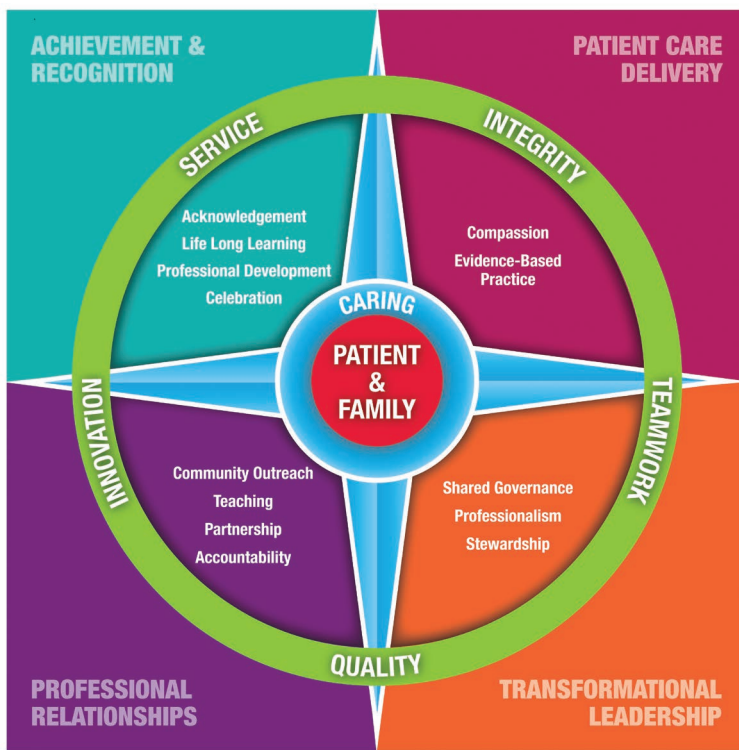 ACHIEVEMENT &
RECOGNITION
PATIENT CARE
DELIVERY
SERVICE
INTEGRITY
Acknowledgement
Life Long Learning
Professional Development
Celebration
Compassion
Evidence-Based
Practice
CARING
PATIENT
&
FAMILY
INNOVATION
TEAMWORK
Community Outreach
Teaching
Partnership
Accountability
Shared Governance
Professionalism
Stewardship
QUALITY
PROFESSIONAL
RELATIONSHIPS
TRANSFORMATIONAL
LEADERSHIP